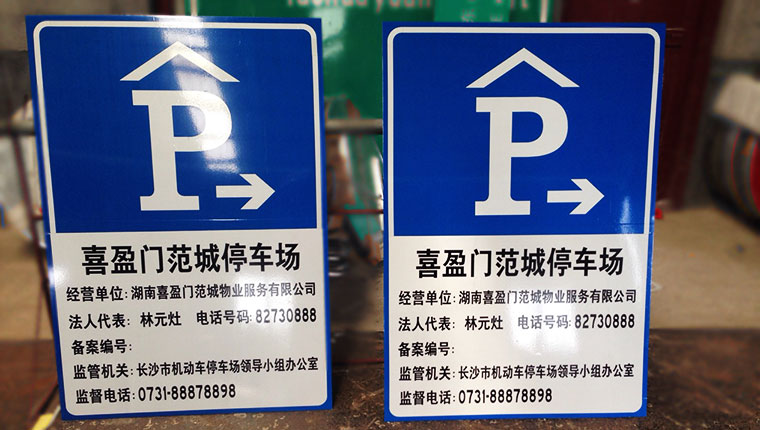 P
喜盈门范城停车场
经营单位:湖南喜盈门范城物业服务有限公司
法人代表: 林元灶 电话号码:82730888
备案编号:
监管机关:长沙市机动车停车场领导小组办公室
监督电话:0731-88878898
P
喜盈门范城停车场
经营单位:湖南喜盈门范城物业服务有限公司
法人代表: 林元灶 电话号码:82730888
备案编号:
监管机关:长沙市机动车停车场领导小组办公室
监督电话:0731-88878898